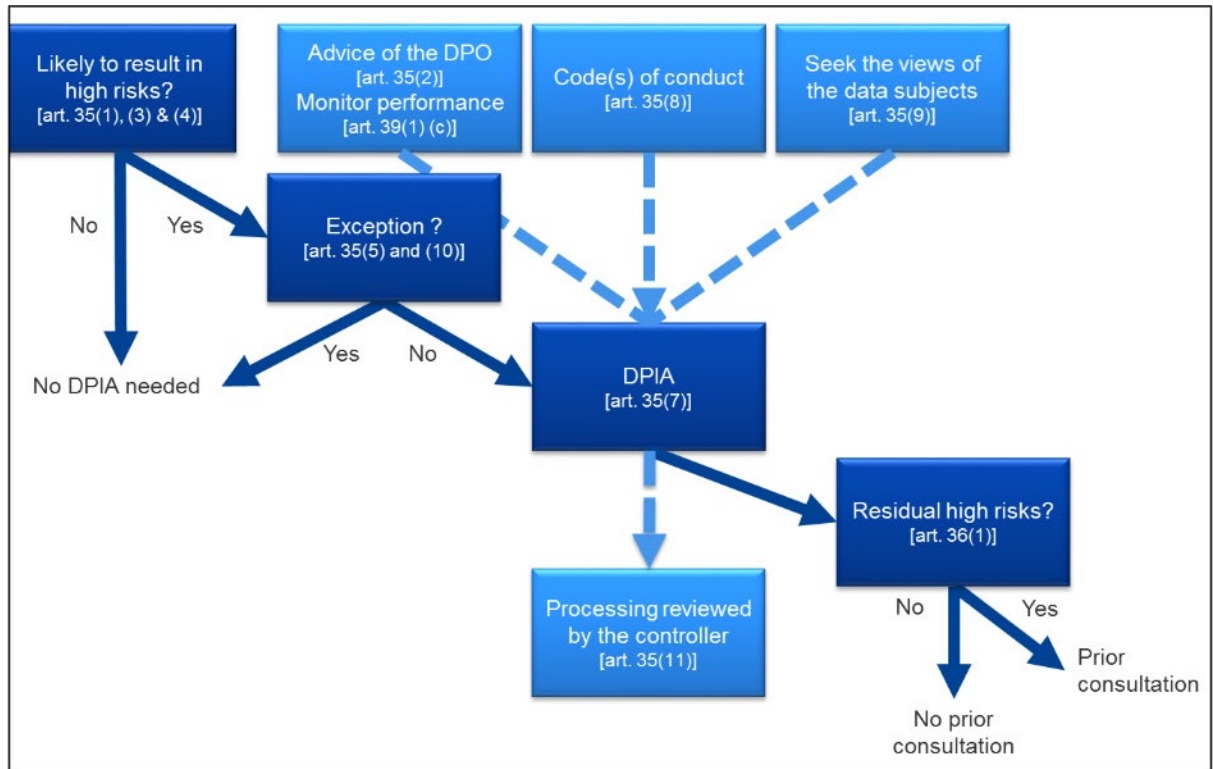 Likely to result in
high risks?
[art. 35(1), (3) & (4)]
Advice of the DPO
[art. 35(2)]
Monitor performance
[art. 39(1) (c)]
Code(s) of conduct
[art. 35(8)]
Seek the views of
the data subjects
[art. 35(9)]
No
Yes
Exception ?
[art. 35(5) and (10)]
Yes
No
No DPIA needed
DPIA
[art. 35(7)]
Residual high risks?
[art. 36(1)]
Processing reviewed
by the controller
[art. 35(11)]
No
Yes
Prior
consultation
No prior
consultation